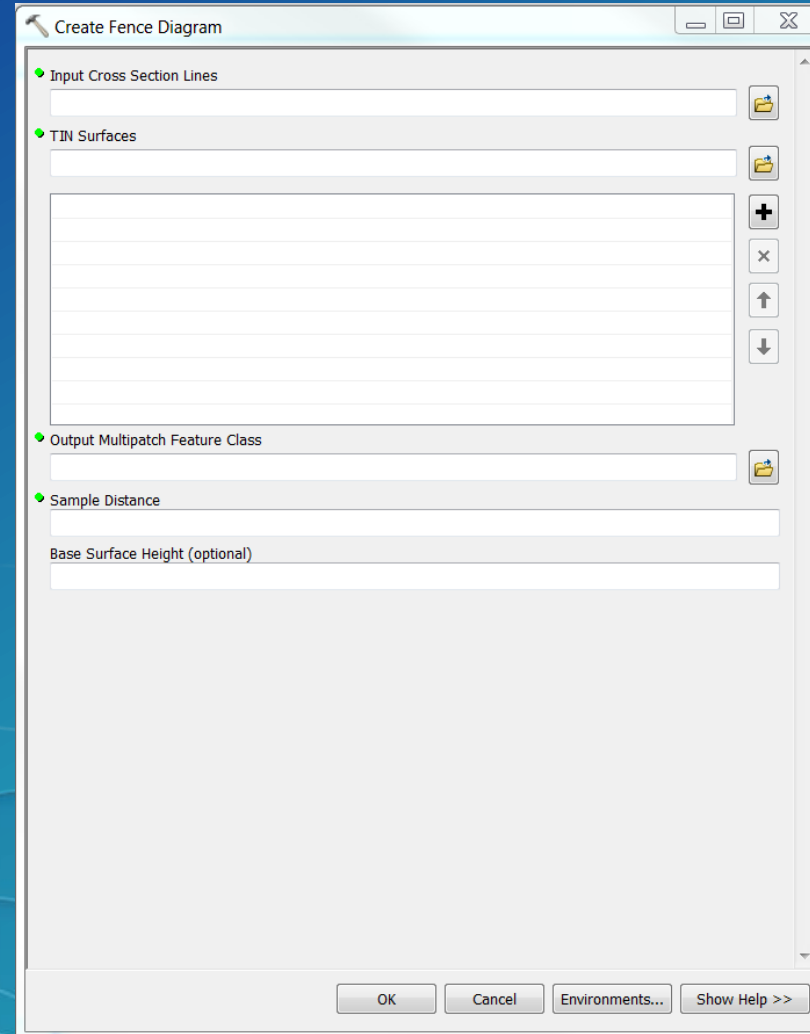 Create Fence Diagram
Input Cross Section Lines
TIN Surfaces
Output Multipatch Feature Class
Sample Distance
Base Surface Height (optional)
OK Cancel Environments... Show Help >>